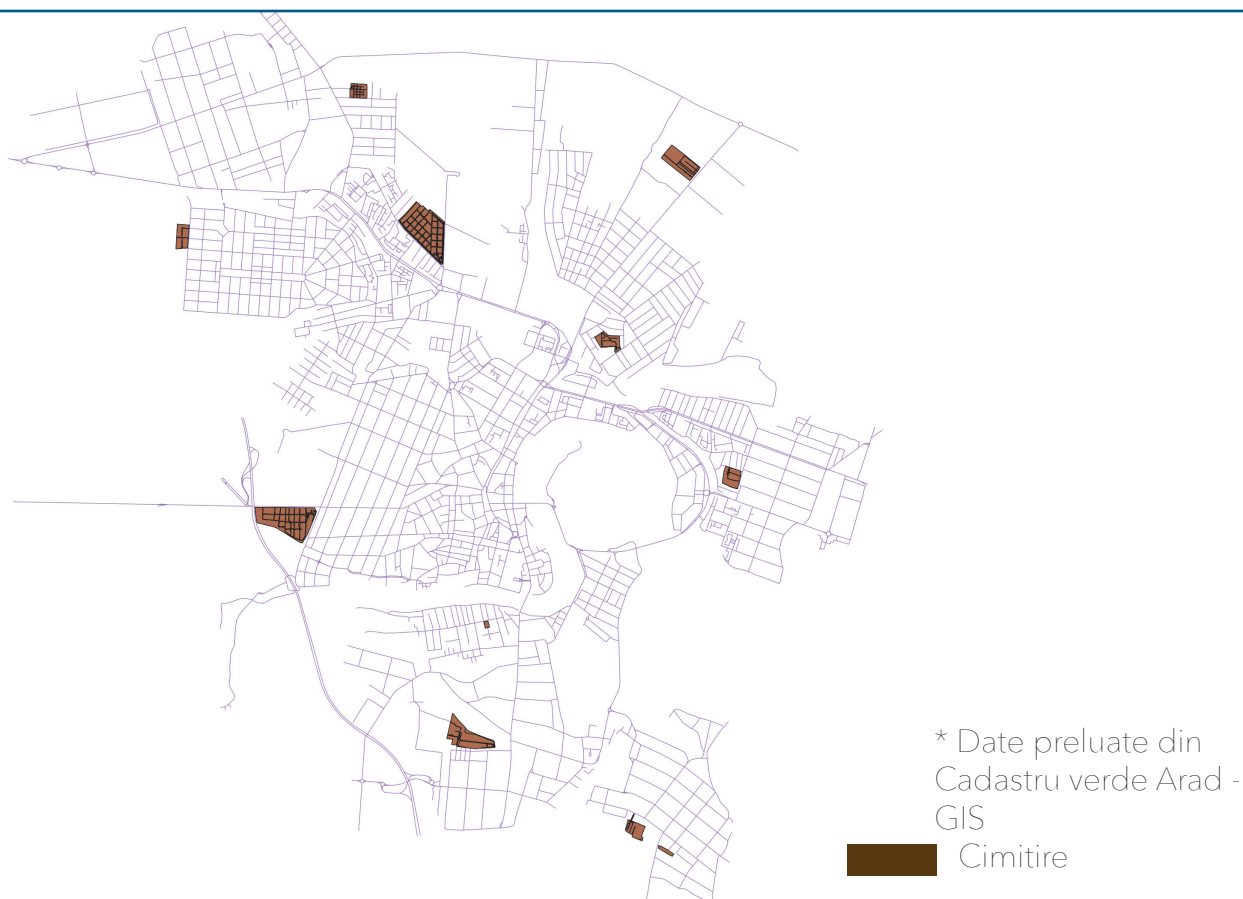 * Date preluate din
Cadastru verde Arad -
GIS
Cimitire